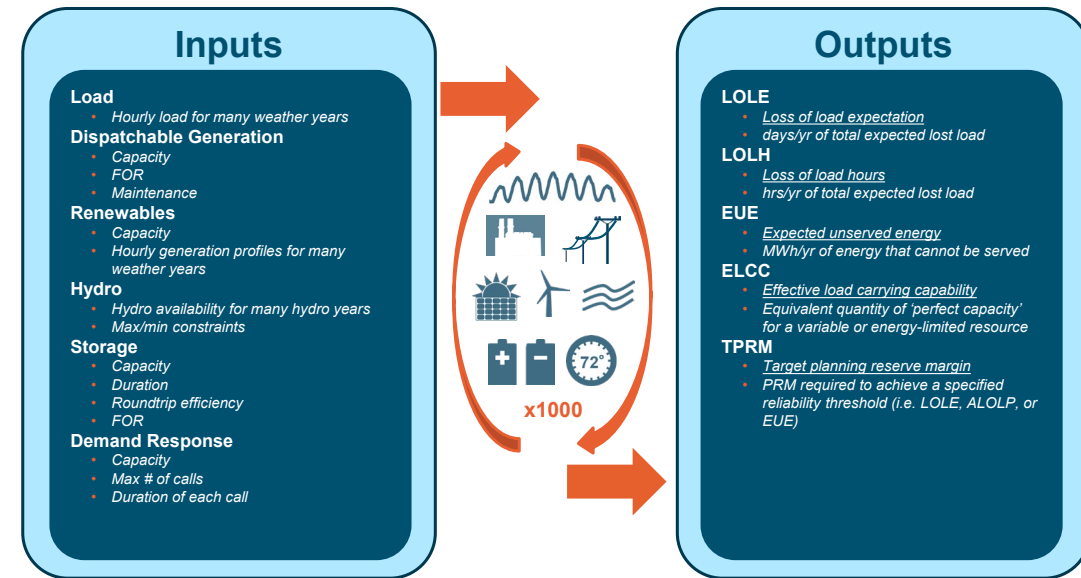 Inputs
Load
• Hourly load for many weather years
Dispatchable Generation
• Capacity
• FOR
• Maintenance
Renewables
• Capacity
• Hourly generation profiles for many
weather years
Hydro
• Hydro availability for many hydro years
• Max/min constraints
Storage
• Capacity
• Duration
• Roundtrip efficiency
• FOR
Demand Response
• Capacity
• Max # of calls
• Duration of each call
72°
x1000
Outputs
LOLE
• Loss of load expectation
• days/yr of total expected lost load
LOLH
• Loss of load hours
• hrs/yr of total expected lost load
EUE
• Expected unserved energy
• MWh/yr of energy that cannot be served
ELCC
• Effective load carrying capability
• Equivalent quantity of ‘perfect capacity’
for a variable or energy-limited resource
TPRM
• Target planning reserve margin
• PRM required to achieve a specified
reliability threshold (i.e. LOLE, ALOLP, or
EUE)